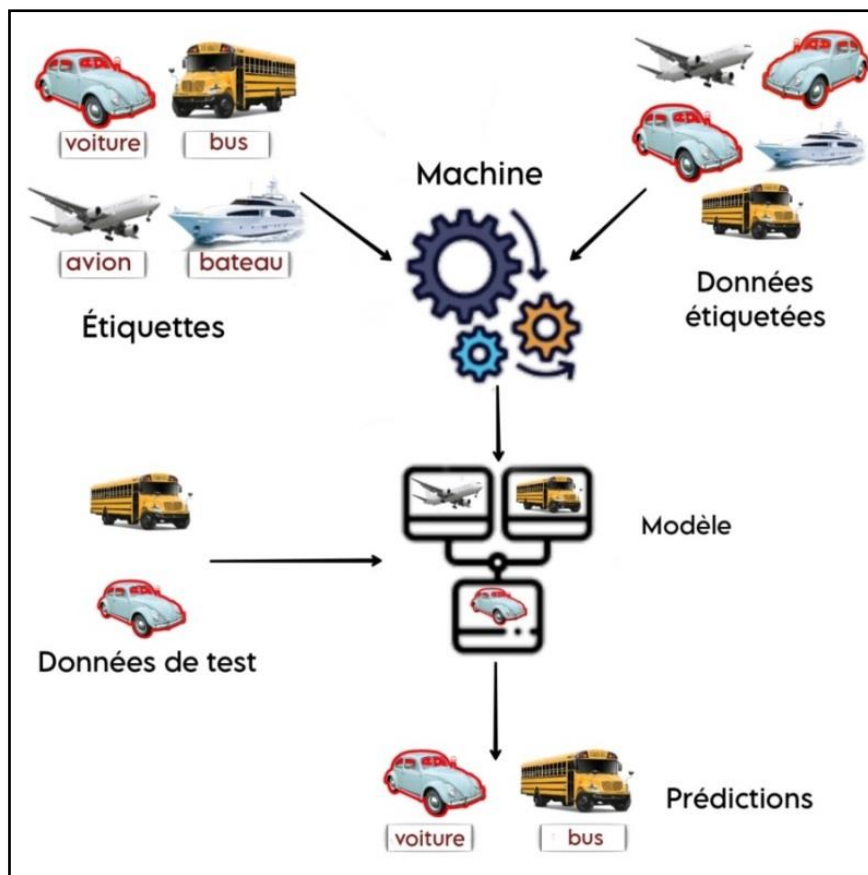 voiture
bus
avion
bateau
Étiquettes
Machine
Données
étiquetées
Modèle
Données de test
voiture
bus
Prédictions